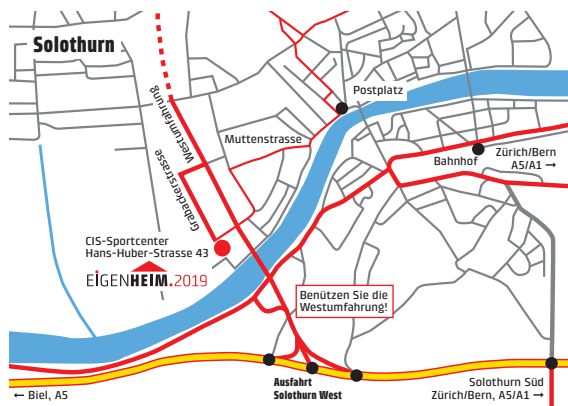 Solothurn
Westumfahrung
Postplatz
Muttenstrasse
Grabackerstrasse
Bahnhof
Zürich/Bern
A5/A1 →
CIS-Sportcenter
Hans-Huber-Strasse 43
EIGENHEIM.2019
Benützen Sie die
Westumfahrung!
← Biel, A5
Ausfahrt
Solothurn West
Solothurn Süd
Zürich/Bern, A5/A1 →